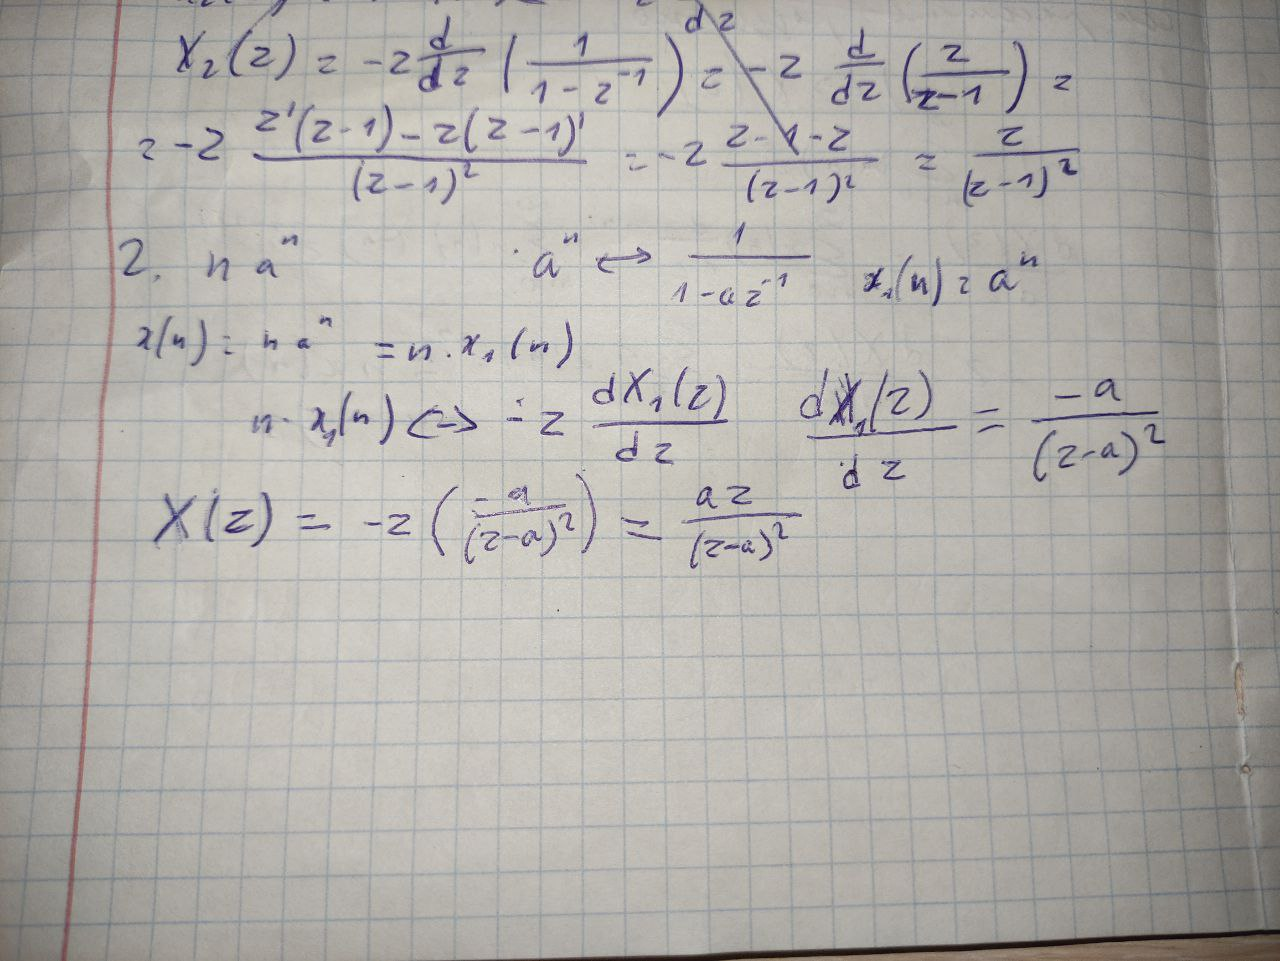 X₂(z) = -z d/dz (1/(1-z⁻¹)) = -z d/dz (z/(z-1)) =
= -z (z'(z-1) - z(z-1)')/(z-1)² = -z (z-1-z)/(z-1)² = z/(z-1)²
2. n aⁿ · aⁿ ↔ 1/(1-az⁻¹) x₁(n) = aⁿ
x(n) = n aⁿ = n·x₁(n)
n· x₁(n) ↔ -z dX₁(z)/dz dX₁(z)/dz = -a/(z-a)²
X(z) = -z (-a/(z-a)²) = az/(z-a)²